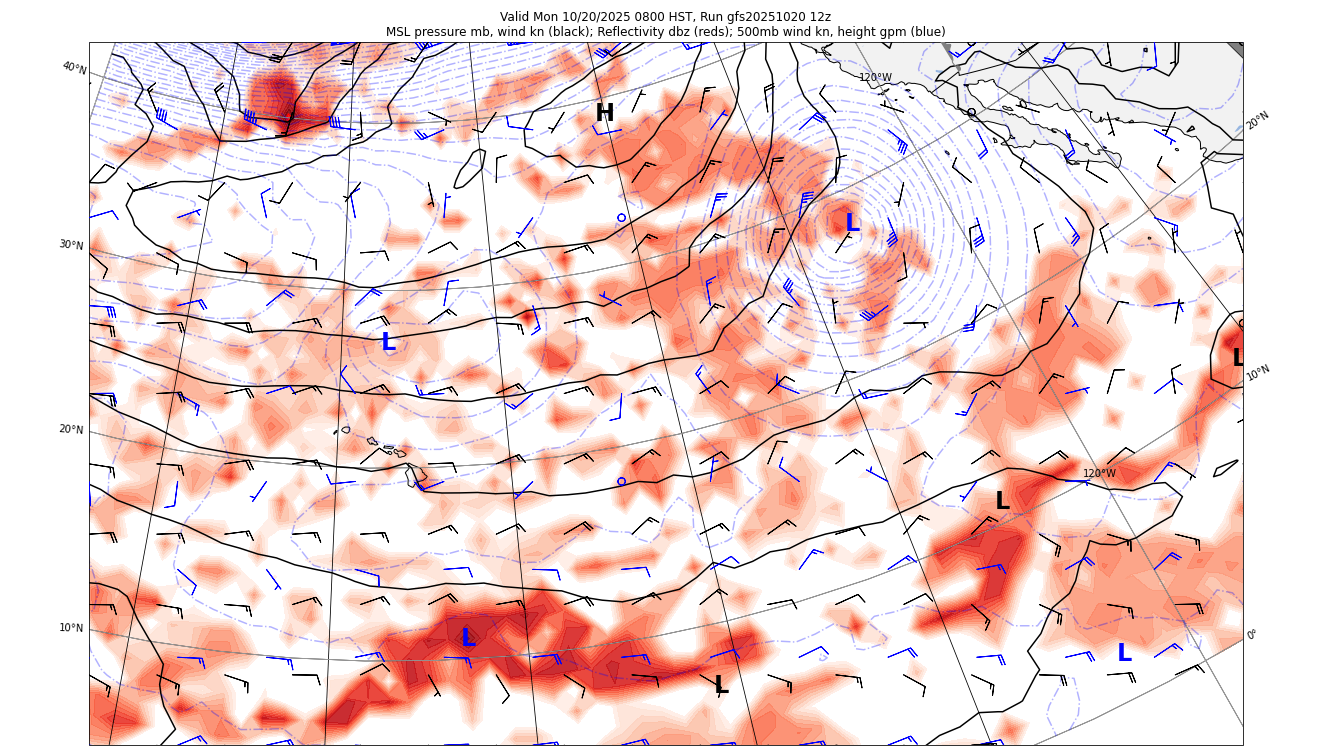 Valid Mon 10/20/2025 0800 HST, Run gfs20251020 12z
MSL pressure mb, wind kn (black); Reflectivity dbz (reds); 500mb wind kn, height gpm (blue)
40°N
120°W
20°N
H
L
30°N
L
L
10°N
20°N
120°W
L
10°N
L
0°
L
L